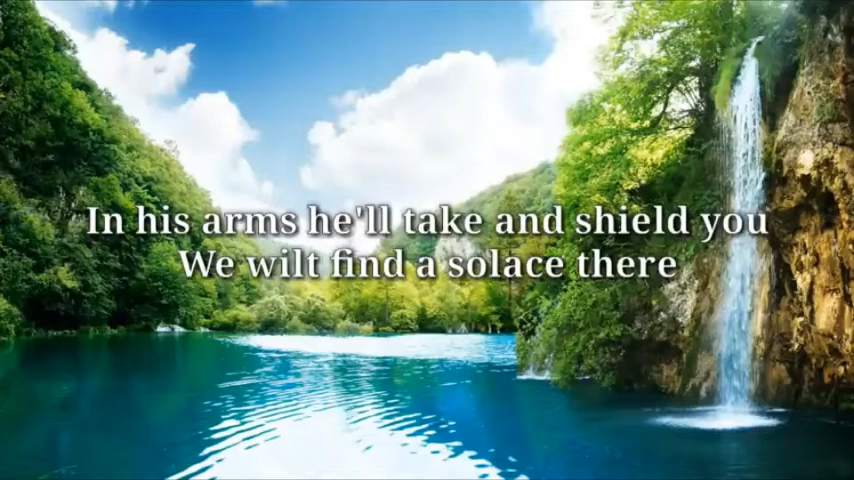 In his arms he'll take and shield you
We wilt find a solace there